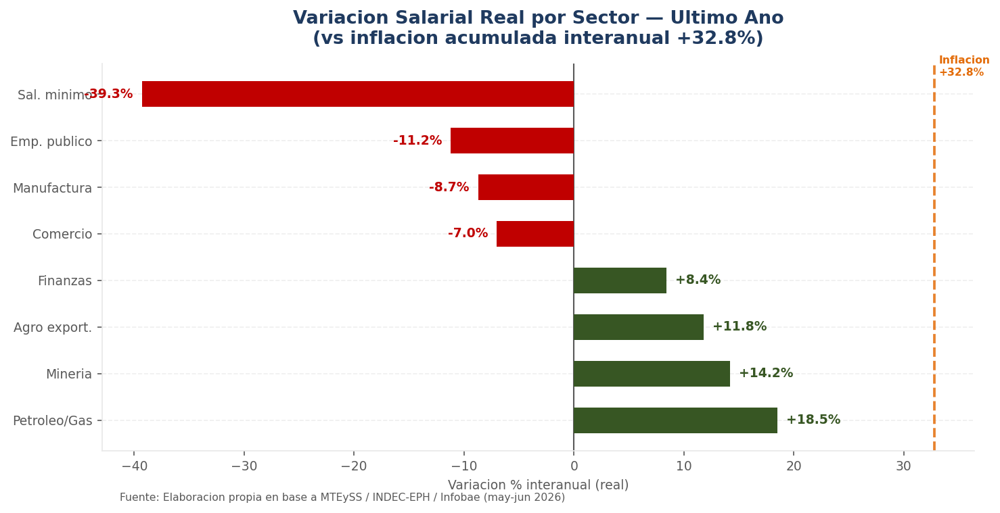 Variacion Salarial Real por Sector — Ultimo Ano
(vs inflacion acumulada interanual +32.8%)
Inflacion
+32.8%
Sal. minimo -39.3%
Emp. publico -11.2%
Manufactura -8.7%
Comercio -7.0%
Finanzas +8.4%
Agro export. +11.8%
Mineria +14.2%
Petroleo/Gas +18.5%
−40 −30 −20 −10 0 10 20 30
Variacion % interanual (real)
Fuente: Elaboracion propia en base a MTEySS / INDEC-EPH / Infobae (may-jun 2026)